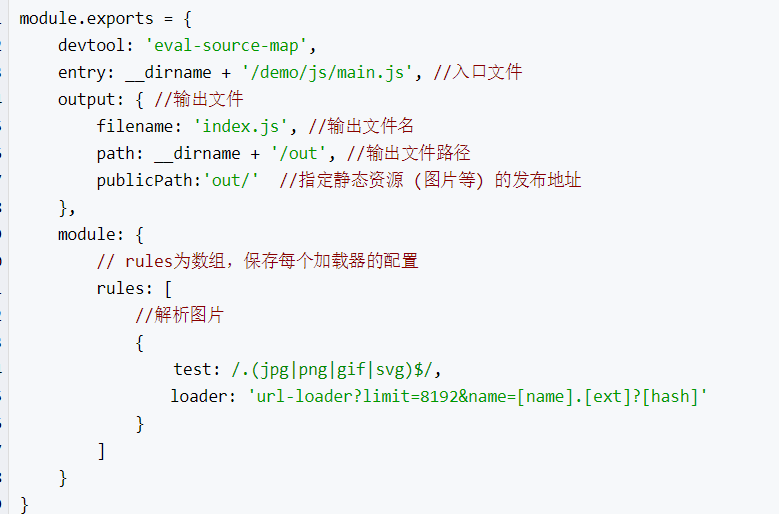 module.exports = {
    devtool: 'eval-source-map',
    entry: __dirname + '/demo/js/main.js', //入口文件
    output: { //输出文件
        filename: 'index.js', //输出文件名
        path: __dirname + '/out', //输出文件路径
        publicPath:'out/'  //指定静态资源 (图片等) 的发布地址
    },
    module: {
        // rules为数组，保存每个加载器的配置
        rules: [
            //解析图片
            {
                test: /.(jpg|png|gif|svg)$/,
                loader: 'url-loader?limit=8192&name=[name].[ext]?[hash]'
            }
        ]
    }
}